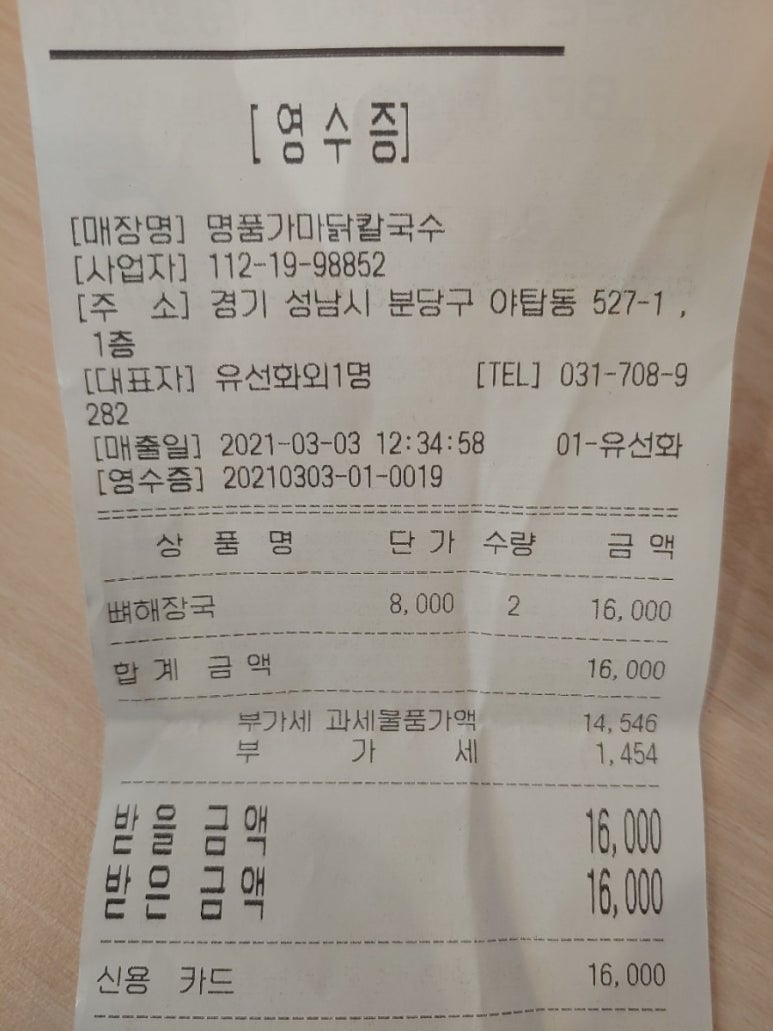 [영수증]
[매장명] 명품가마닭칼국수
[사업자] 112-19-98852
[주 소] 경기 성남시 분당구 야탑동 527-1 ,
1층
[대표자] 유선화외1명 [TEL] 031-708-9
282
[매출일] 2021-03-03 12:34:58 01-유선화
[영수증] 20210303-01-0019
상 품 명 단 가 수량 금 액
뼈해장국 8,000 2 16,000
합 계 금 액 16,000
부가세 과세물품가액 14,546
부 가 세 1,454
받 을 금 액 16,000
받 은 금 액 16,000
신용 카드 16,000